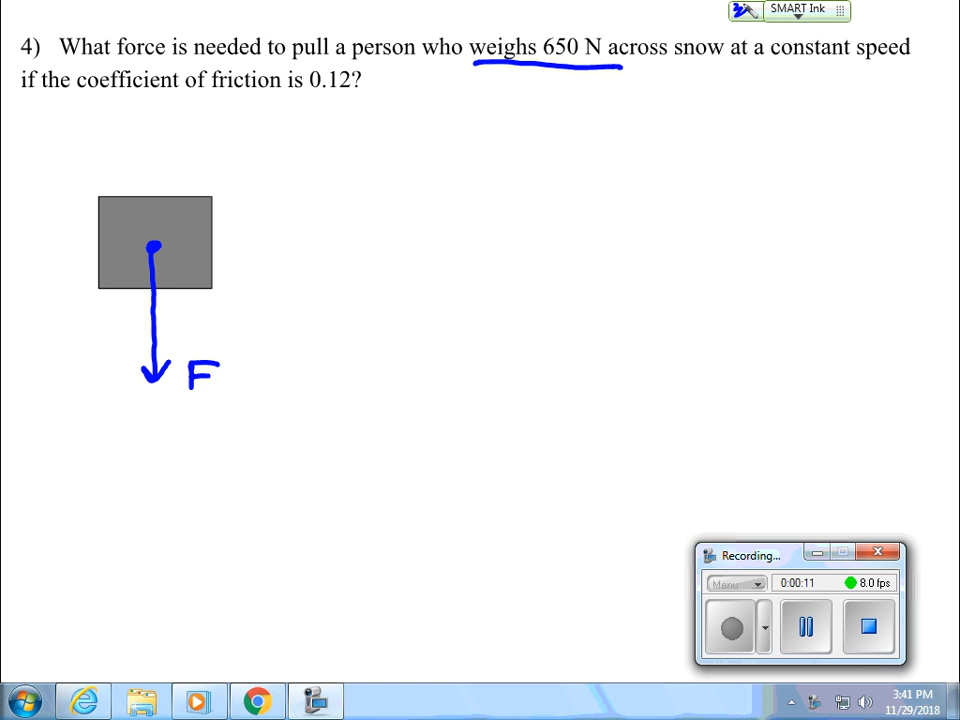 SMART Ink
4) What force is needed to pull a person who weighs 650 N across snow at a constant speed
if the coefficient of friction is 0.12?
F
Recording...
Menu
0:00:11
8.0 fps
3:41 PM
11/29/2018